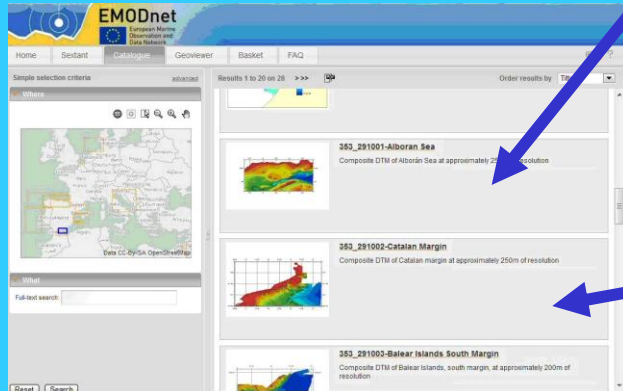 EMODnet
European Marine
Observation and
Data Network
Home Sextant Catalogue Geoviewer Basket FAQ ?
Simple selection criteria advanced
Where
Data CC-By-SA OpenStreetMap
What
Full-text search
Reset Search
Results 1 to 20 on 28 >>>
Order results by
353_291001-Alboran Sea
Composite DTM of Alborán Sea at approximately resolution
353_291002-Catalan Margin
Composite DTM of Catalan margin at approximately 250m of resolution
353_291003-Balear Islands South Margin
Composite DTM of Balear Islands, south margin, at approximately 200m of
resolution